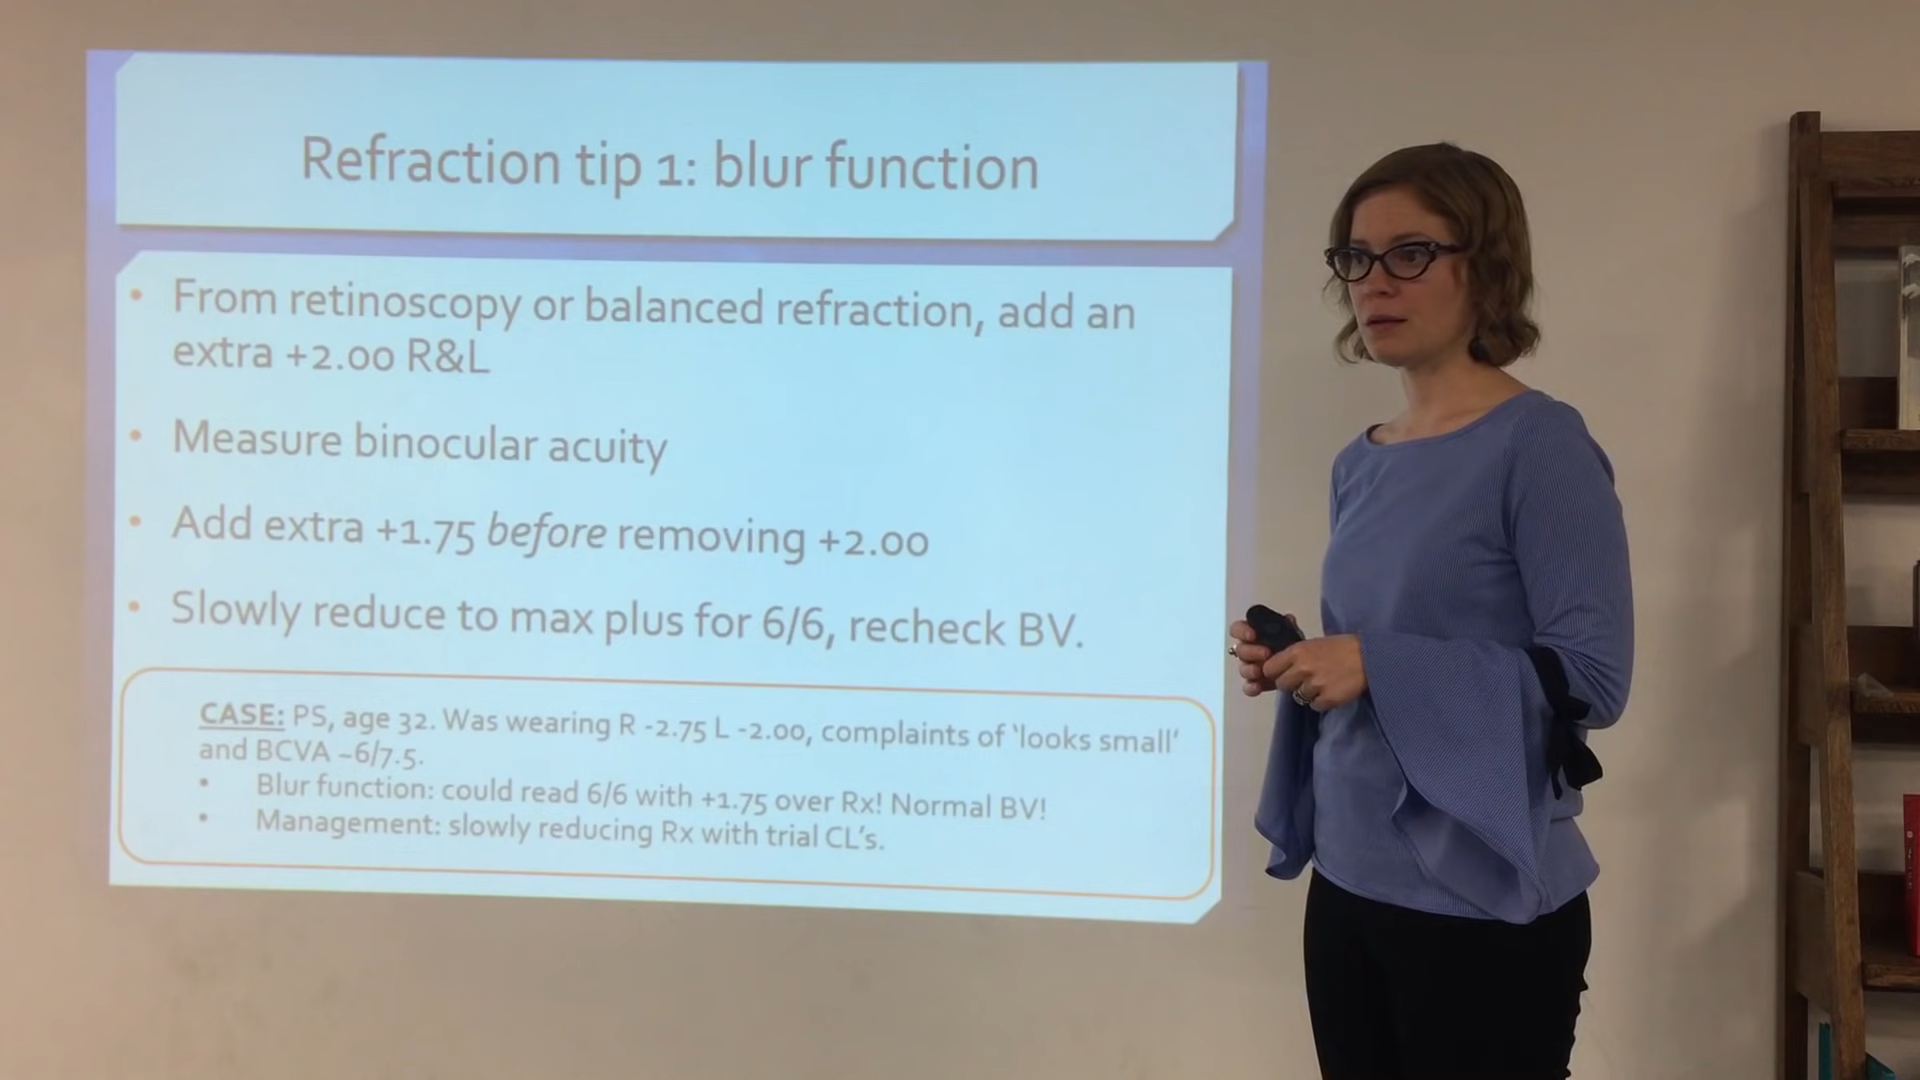 Refraction tip 1: blur function
• From retinoscopy or balanced refraction, add an
extra +2.00 R&L
• Measure binocular acuity
• Add extra +1.75 before removing +2.00
• Slowly reduce to max plus for 6/6, recheck BV.
CASE: PS, age 32. Was wearing R -2.75 L -2.00, complaints of 'looks small'
and BCVA ~6/7.5.
• Blur function: could read 6/6 with +1.75 over Rx! Normal BV!
• Management: slowly reducing Rx with trial CL's.